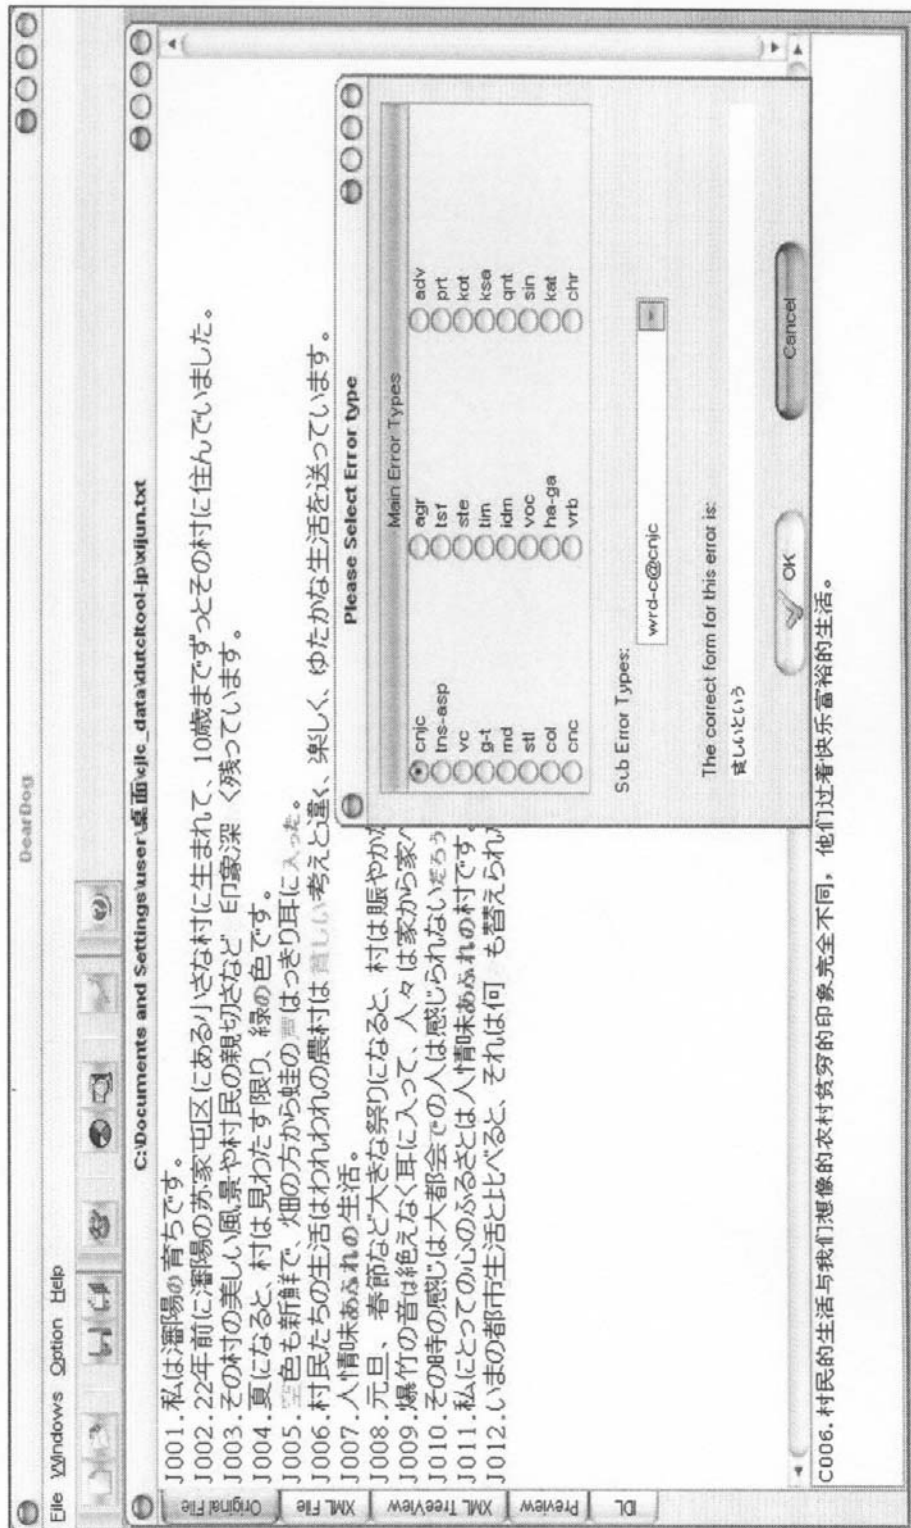 DearDog
File Windows Option Help
C:\Documents and Settings\user\桌面\cjlc_data\dutcltool-jp\xijun.txt
Original File
XML File
XML TreeView
Preview
IDL
J001.私は瀋陽の育ちです。
J002.22年前に瀋陽の苏家屯区にある小さな村に生まれて、10歳までずっとその村に住んでいました。
J003.その村の美しい風景や村民の親切さなど 印象深 く残っています。
J004.夏になると、村は見わたす限り、緑の色です。
J005.空色も新鮮で、畑の方から蛙の声はっきり耳に入った。
J006.村民たちの生活はわれわれの農村は 貧しい 考えと違く、楽しく、ゆたかな生活を送っています。
J007.人情味あふれの生活。
J008.元旦、春節など大きな祭りになると、村は賑やか
J009.爆竹の音は絶えなく耳に入って、人々は家から家へ
J010.その時の感じは大都会での人は感じられないだろう
J011.私にとっての心のふるさとは人情味あふれの村です。
J012.いまの都市生活と比べると、それは何 も替えられ
Please Select Error type
Main Error Types
cnjc agr adv
tns-asp tsf prt
vc ste kot
g-t tim ksa
md idm qnt
stl voc sin
col ha-ga kat
cnc vrb chr
Sub Error Types:
wrd-c@cnjc
The correct form for this error is:
貧しいという
OK Cancel
C006.村民的生活与我们想像的农村贫穷的印象完全不同，他们过着快乐富裕的生活。